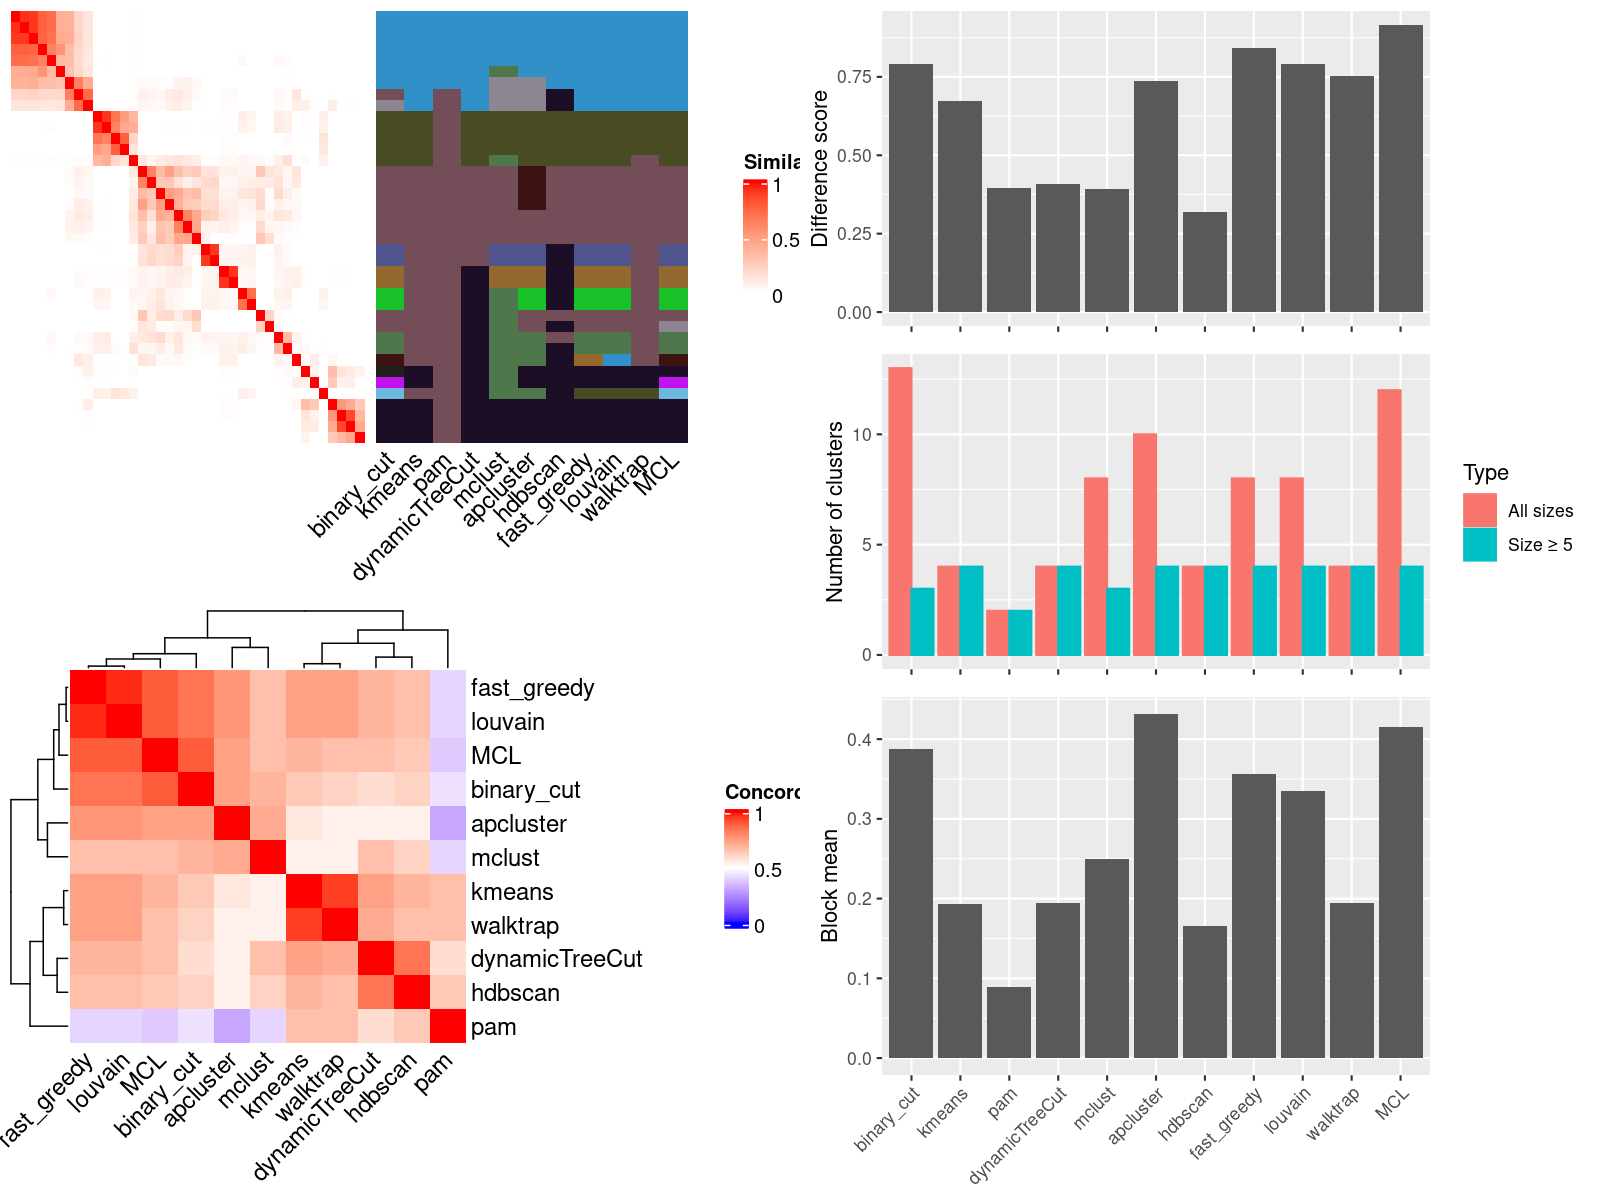 Simila
1
0.5
0
binary_cut
kmeans
pam
dynamicTreeCut
mclust
apcluster
hdbscan
fast_greedy
louvain
walktrap
MCL
fast_greedy
louvain
MCL
binary_cut
apcluster
mclust
kmeans
walktrap
dynamicTreeCut
hdbscan
pam
fast_greedy
louvain
MCL
binary_cut
apcluster
mclust
kmeans
walktrap
dynamicTreeCut
hdbscan
pam
Concord
1
0.5
0
Difference score
0.75
0.50
0.25
0.00
Number of clusters
10
5
0
Type
All sizes
Size ≥ 5
Block mean
0.4
0.3
0.2
0.1
0.0
binary_cut
kmeans
pam
dynamicTreeCut
mclust
apcluster
hdbscan
fast_greedy
louvain
walktrap
MCL